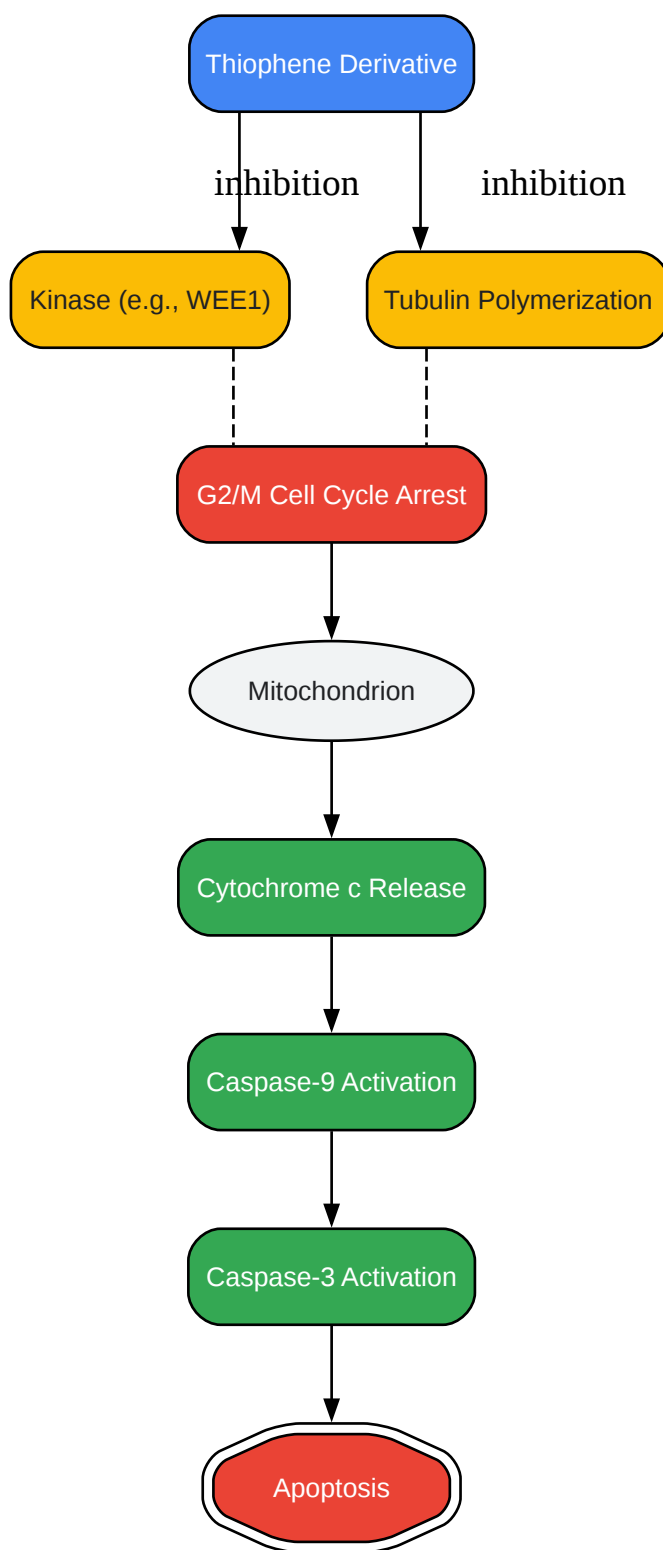 Thiophene Derivative
inhibition
inhibition
Kinase (e.g., WEE1)
Tubulin Polymerization
G2/M Cell Cycle Arrest
Mitochondrion
Cytochrome c Release
Caspase-9 Activation
Caspase-3 Activation
Apoptosis